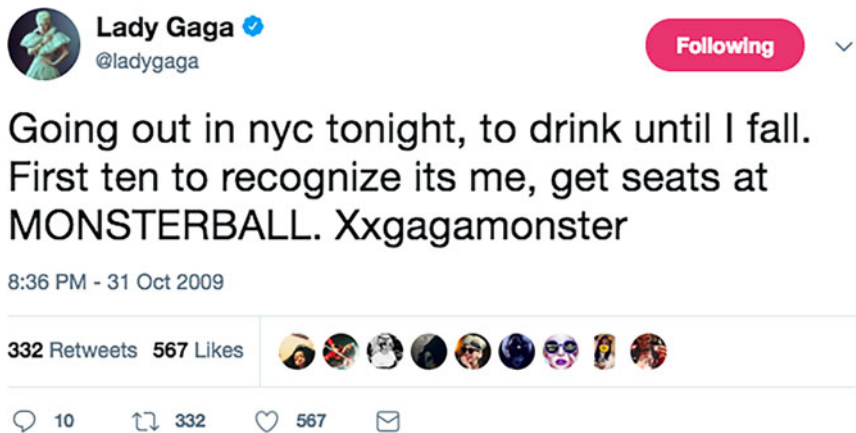 Lady Gaga
@ladygaga
Following
Going out in nyc tonight, to drink until I fall.
First ten to recognize its me, get seats at
MONSTERBALL. Xxgagamonster
8:36 PM - 31 Oct 2009
332 Retweets 567 Likes
10 332 567